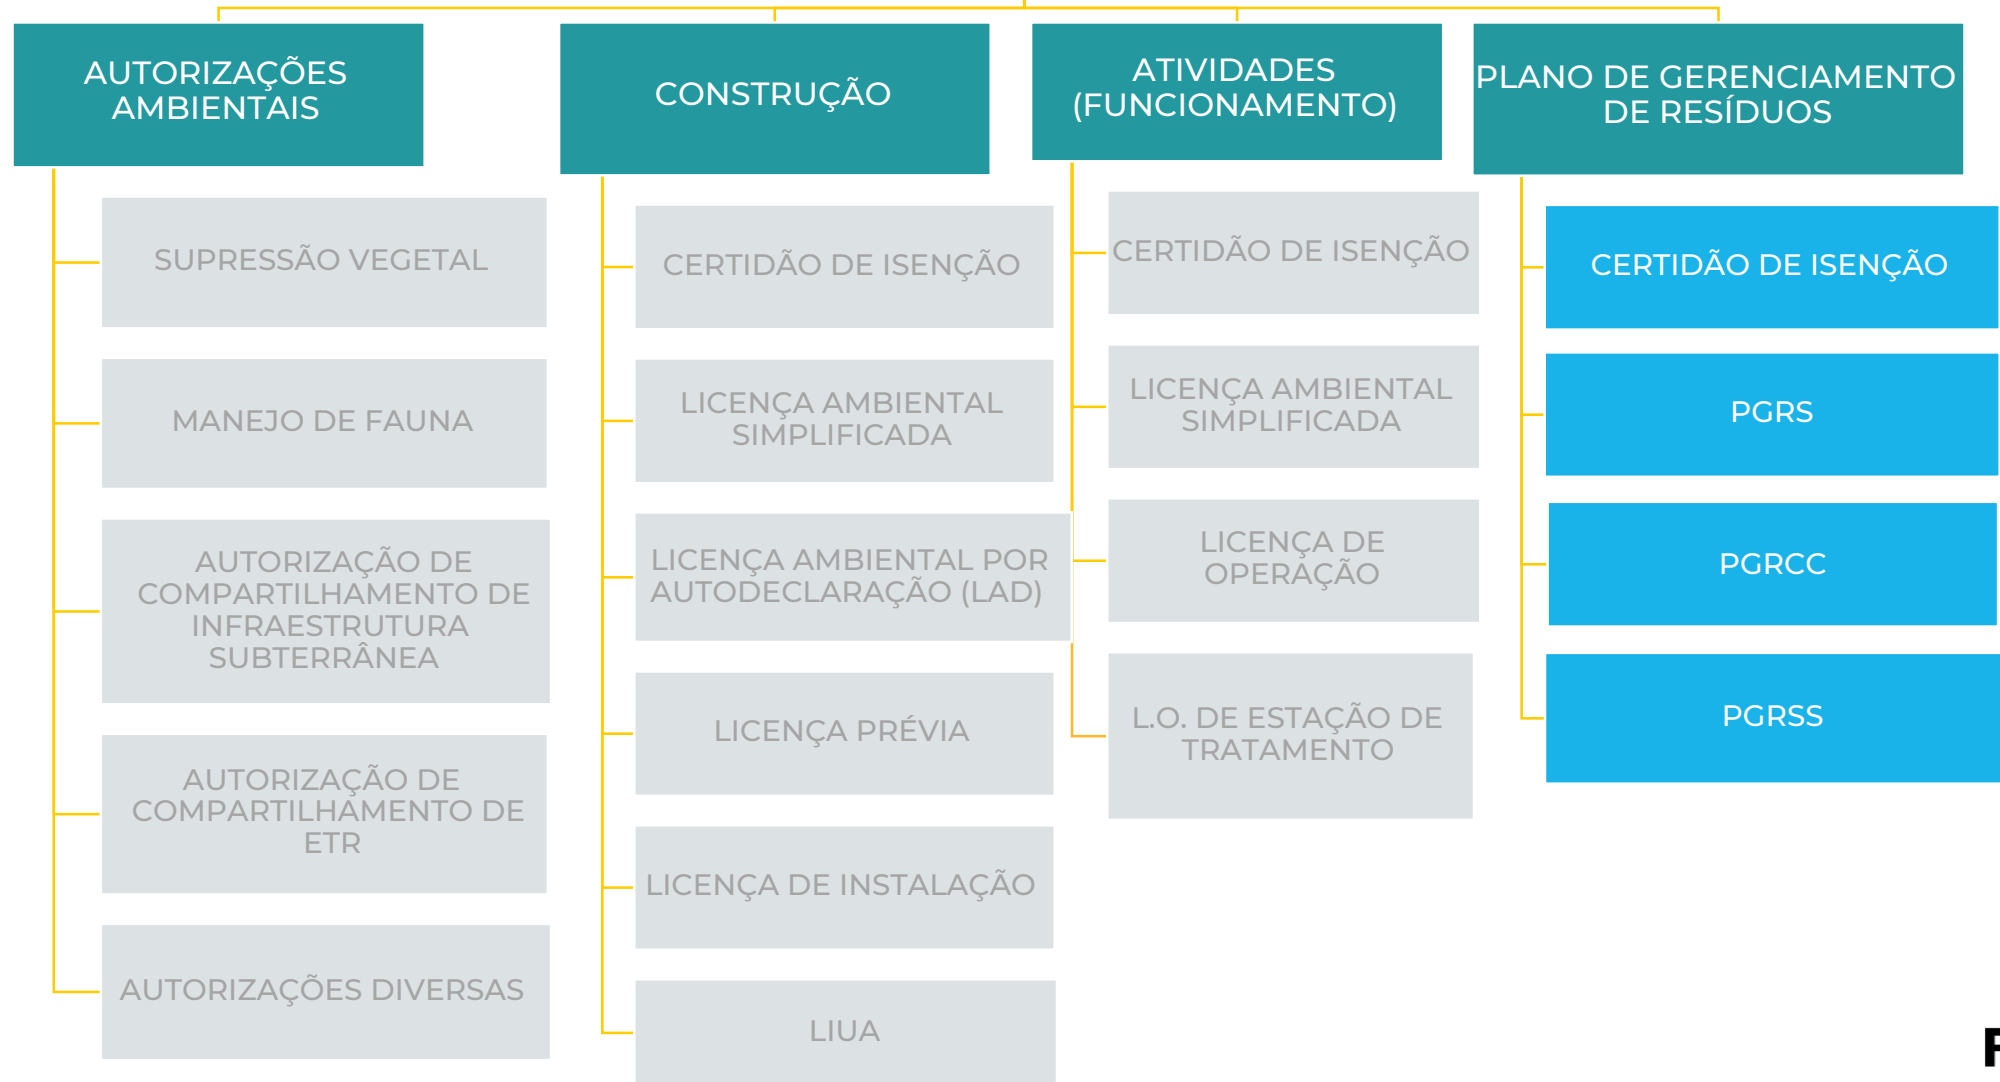 AUTORIZAÇÕES
AMBIENTAIS
SUPRESSÃO VEGETAL
MANEJO DE FAUNA
AUTORIZAÇÃO DE
COMPARTILHAMENTO DE
INFRAESTRUTURA
SUBTERRÂNEA
AUTORIZAÇÃO DE
COMPARTILHAMENTO DE
ETR
AUTORIZAÇÕES DIVERSAS
CONSTRUÇÃO
CERTIDÃO DE ISENÇÃO
LICENÇA AMBIENTAL
SIMPLIFICADA
LICENÇA AMBIENTAL POR
AUTODECLARAÇÃO (LAD)
LICENÇA PRÉVIA
LICENÇA DE INSTALAÇÃO
LIUA
ATIVIDADES
(FUNCIONAMENTO)
CERTIDÃO DE ISENÇÃO
LICENÇA AMBIENTAL
SIMPLIFICADA
LICENÇA DE
OPERAÇÃO
L.O. DE ESTAÇÃO DE
TRATAMENTO
PLANO DE GERENCIAMENTO
DE RESÍDUOS
CERTIDÃO DE ISENÇÃO
PGRS
PGRCC
PGRSS